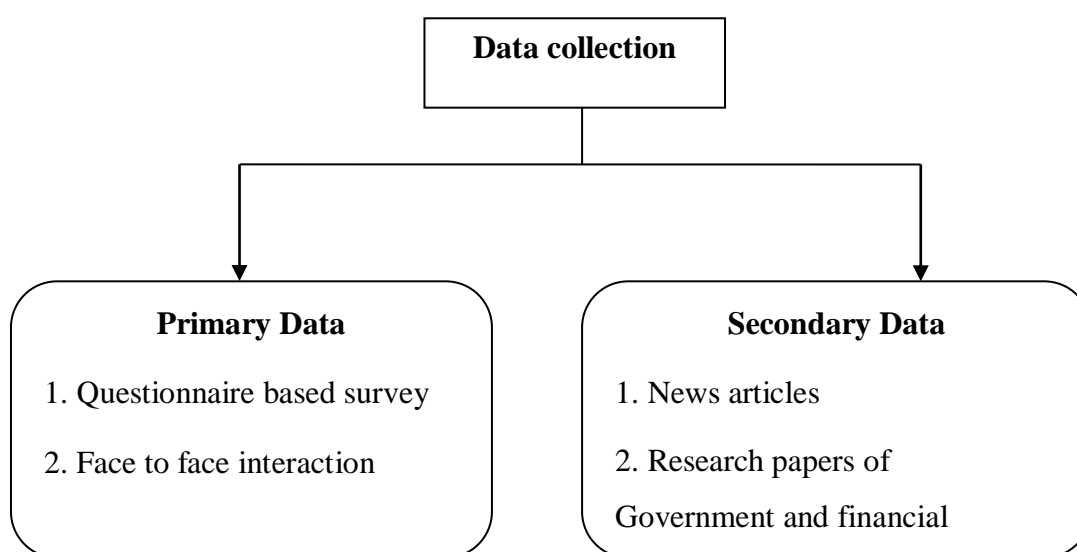 Data collection
Primary Data
1. Questionnaire based survey
2. Face to face interaction
Secondary Data
1. News articles
2. Research papers of
Government and financial